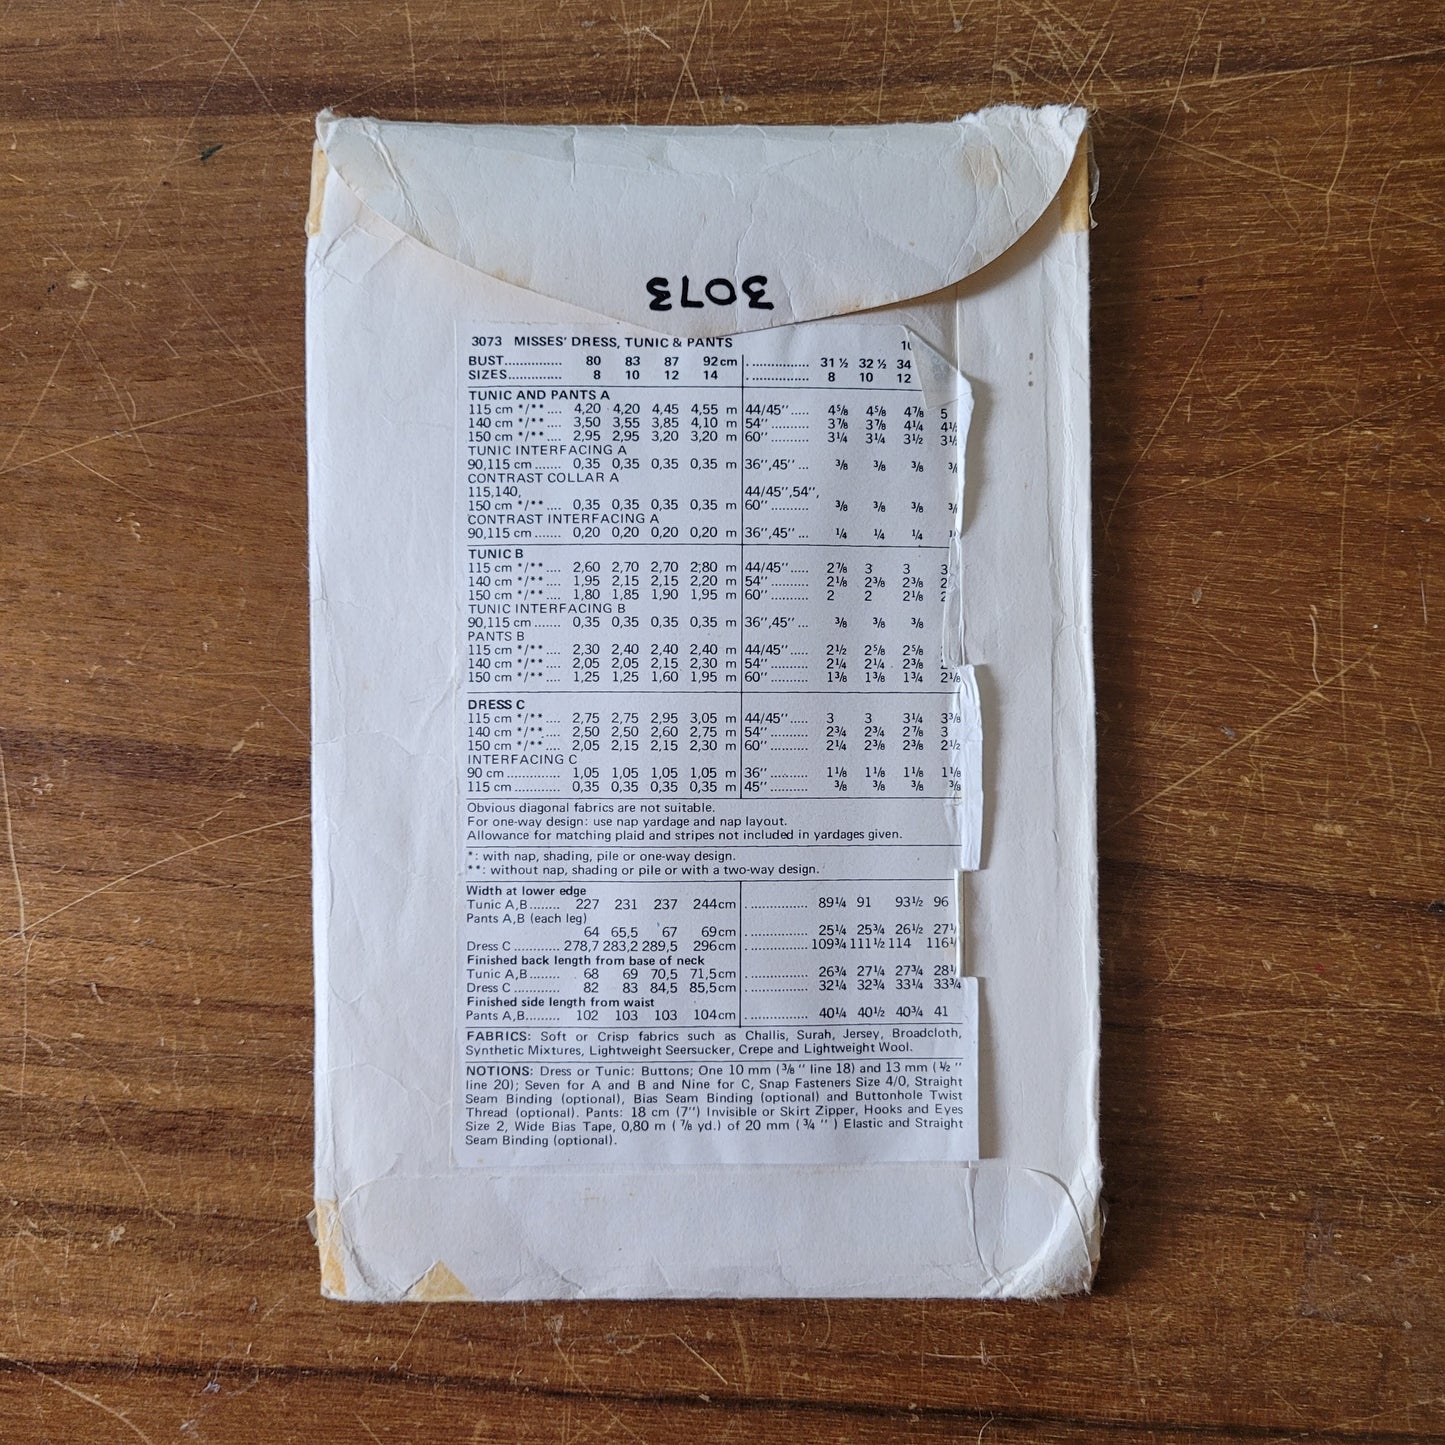 3073
3073 MISSES' DRESS, TUNIC & PANTS
BUST............... 80 83 87 92cm ................. 31 ½ 32 ½ 34
SIZES.............. 8 10 12 14 ................. 8 10 12
TUNIC AND PANTS A
115 cm */** .... 4,20 4,20 4,45 4,55 m 44/45'' ..... 4⅝ 4⅝ 4⅞ 5
140 cm */** .... 3,50 3,55 3,85 4,10 m 54'' .......... 3⅞ 3⅞ 4¼
150 cm */** .... 2,95 2,95 3,20 3,20 m 60'' .......... 3¼ 3¼ 3½
TUNIC INTERFACING A
90,115 cm ....... 0,35 0,35 0,35 0,35 m 36'',45'' ... ⅜ ⅜ ⅜
CONTRAST COLLAR A
115,140, 44/45'',54'',
150 cm */** .... 0,35 0,35 0,35 0,35 m 60'' .......... ⅜ ⅜ ⅜
CONTRAST INTERFACING A
90,115 cm ....... 0,20 0,20 0,20 0,20 m 36'',45'' ... ¼ ¼ ¼
TUNIC B
115 cm */** .... 2,60 2,70 2,70 2,80 m 44/45'' ..... 2⅞ 3 3
140 cm */** .... 1,95 2,15 2,15 2,20 m 54'' .......... 2⅛ 2⅜ 2⅜
150 cm */** .... 1,80 1,85 1,90 1,95 m 60'' .......... 2 2 2⅛
TUNIC INTERFACING B
90,115 cm ....... 0,35 0,35 0,35 0,35 m 36'',45'' ... ⅜ ⅜ ⅜
PANTS B
115 cm */** .... 2,30 2,40 2,40 2,40 m 44/45'' ..... 2½ 2⅝ 2⅝
140 cm */** .... 2,05 2,05 2,15 2,30 m 54'' .......... 2¼ 2¼ 2⅜
150 cm */** .... 1,25 1,25 1,60 1,95 m 60'' .......... 1⅜ 1⅜ 1¾ 2⅛
DRESS C
115 cm */** .... 2,75 2,75 2,95 3,05 m 44/45'' ..... 3 3 3¼ 3⅜
140 cm */** .... 2,50 2,50 2,60 2,75 m 54'' .......... 2¾ 2¾ 2⅞ 3
150 cm */** .... 2,05 2,15 2,15 2,30 m 60'' .......... 2¼ 2⅜ 2⅜ 2½
INTERFACING C
90 cm ............. 1,05 1,05 1,05 1,05 m 36'' .......... 1⅛ 1⅛ 1⅛ 1⅛
115 cm ............ 0,35 0,35 0,35 0,35 m 45'' .......... ⅜ ⅜ ⅜ ⅜
Obvious diagonal fabrics are not suitable.
For one-way design: use nap yardage and nap layout.
Allowance for matching plaid and stripes not included in yardages given.
*: with nap, shading, pile or one-way design.
**: without nap, shading or pile or with a two-way design.
Width at lower edge
Tunic A,B........ 227 231 237 244cm ................ 89¼ 91 93½ 96
Pants A,B (each leg)
64 65,5 67 69cm ................ 25¼ 25¾ 26½
Dress C ............ 278,7 283,2 289,5 296cm ................ 109¾ 111½ 114
Finished back length from base of neck
Tunic A,B........ 68 69 70,5 71,5cm ................ 26¾ 27¼ 27¾
Dress C ............ 82 83 84,5 85,5cm ................ 32¼ 32¾ 33¼ 33¾
Finished side length from waist
Pants A,B......... 102 103 103 104cm ................ 40¼ 40½ 40¾ 41
FABRICS: Soft or Crisp fabrics such as Challis, Surah, Jersey, Broadcloth,
Synthetic Mixtures, Lightweight Seersucker, Crepe and Lightweight Wool.
NOTIONS: Dress or Tunic: Buttons; One 10 mm (⅜ '' line 18) and 13 mm ( ½ ''
line 20); Seven for A and B and Nine for C, Snap Fasteners Size 4/0, Straight
Seam Binding (optional), Bias Seam Binding (optional) and Buttonhole Twist
Thread (optional). Pants: 18 cm (7'') Invisible or Skirt Zipper, Hooks and Eyes
Size 2, Wide Bias Tape, 0,80 m ( ⅞ yd.) of 20 mm ( ¾ '' ) Elastic and Straight
Seam Binding (optional).